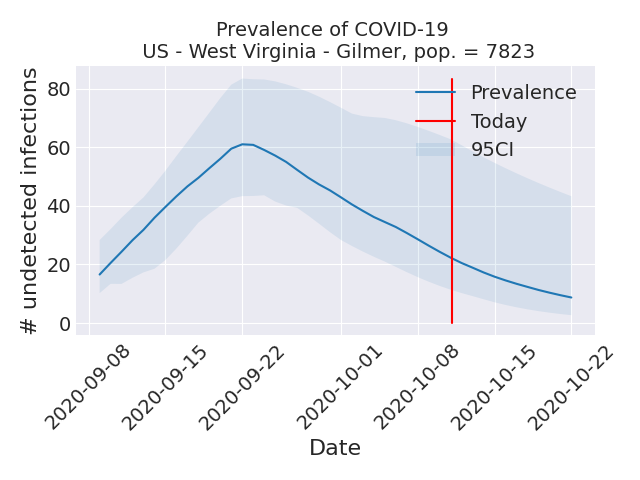 Prevalence of COVID-19
US - West Virginia - Gilmer, pop. = 7823
# undetected infections
80
60
40
20
0
Prevalence
Today
95CI
2020-09-08
2020-09-15
2020-09-22
2020-10-01
2020-10-08
2020-10-15
2020-10-22
Date